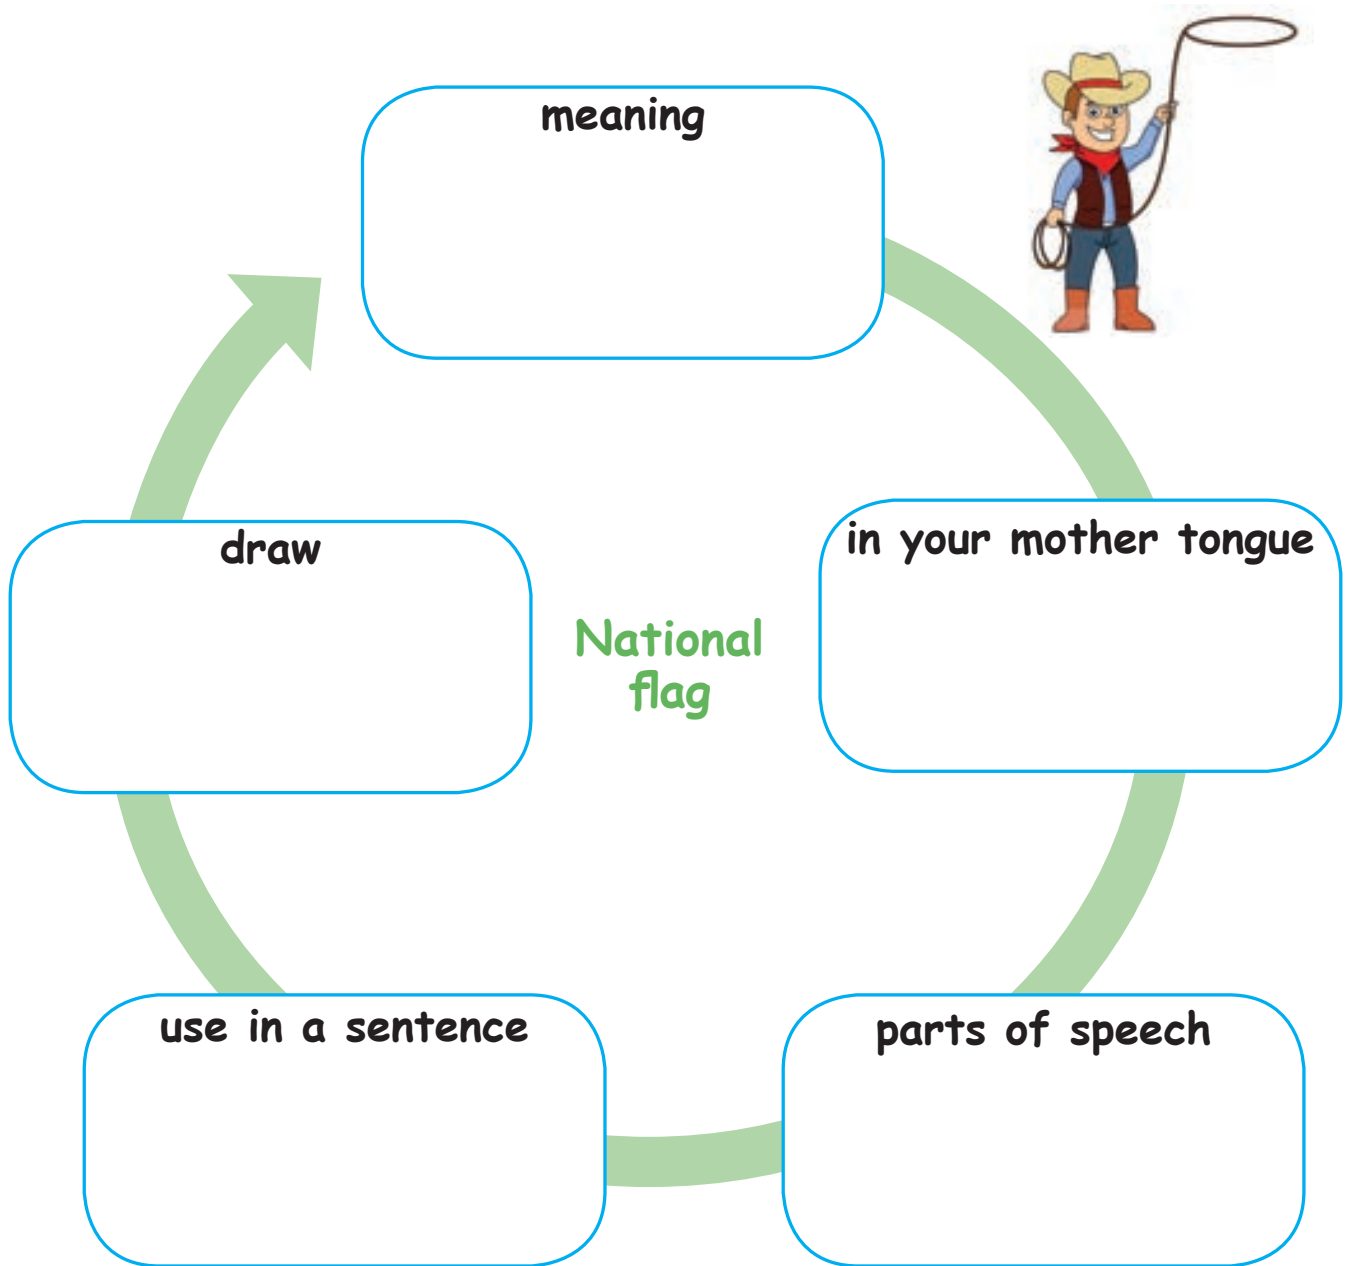 meaning
in your mother tongue
draw
National
flag
use in a sentence
parts of speech